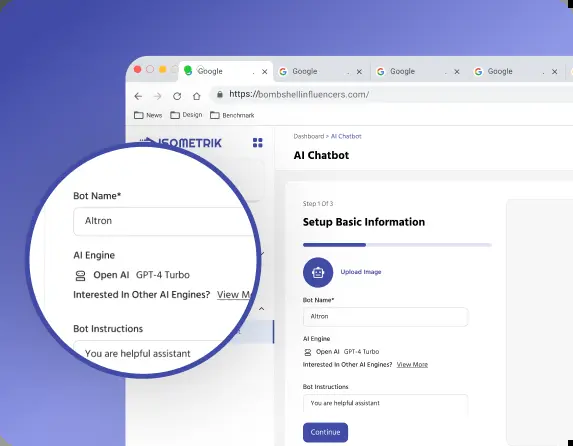 Google . ×
Google . ×
Google . ×
Google . ×
https://bombshellinfluencers.com/
News Design Benchmark
ISOMETRIK
Dashboard > AI Chatbot
AI Chatbot
Bot Name*
Altron
AI Engine
Open AI GPT-4 Turbo
Interested In Other AI Engines? View M
Bot Instructions
You are helpful assistant
Step 1 Of 3
Setup Basic Information
Upload Image
Bot Name*
Altron
AI Engine
Open AI GPT-4 Turbo
Interested In Other AI Engines? View More
Bot Instructions
You are helpful assistant
Continue